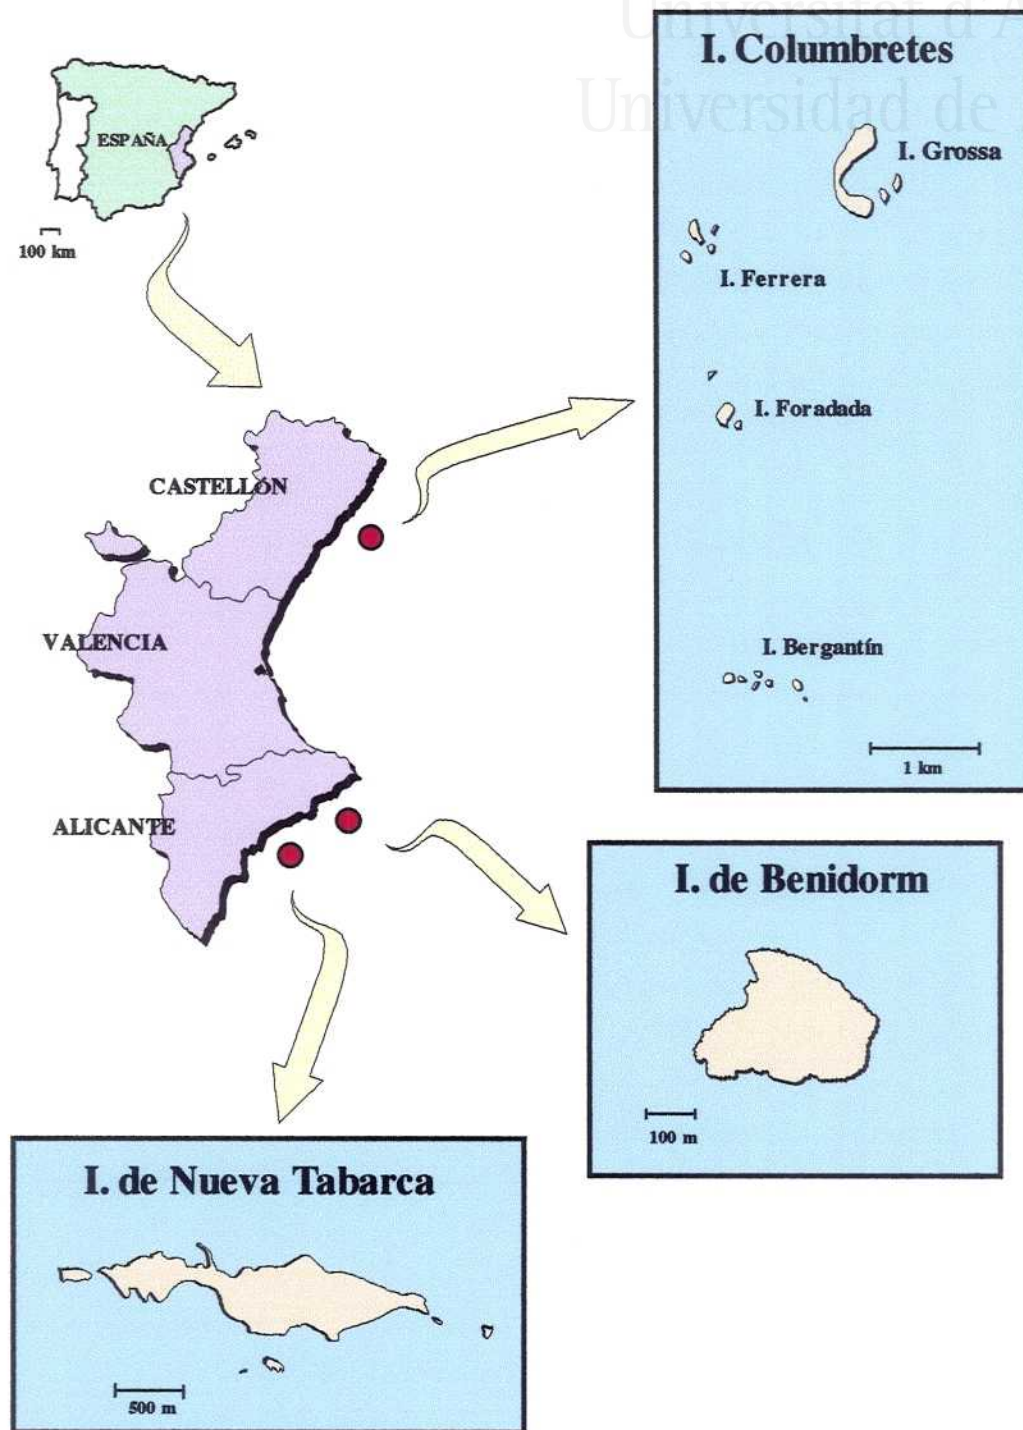 Universitat d'A
Universidad de
I. Columbretes
I. Grossa
I. Ferrera
I. Foradada
I. Bergantín
1 km
ESPAÑA
100 km
CASTELLÓN
VALENCIA
ALICANTE
I. de Benidorm
100 m
I. de Nueva Tabarca
500 m